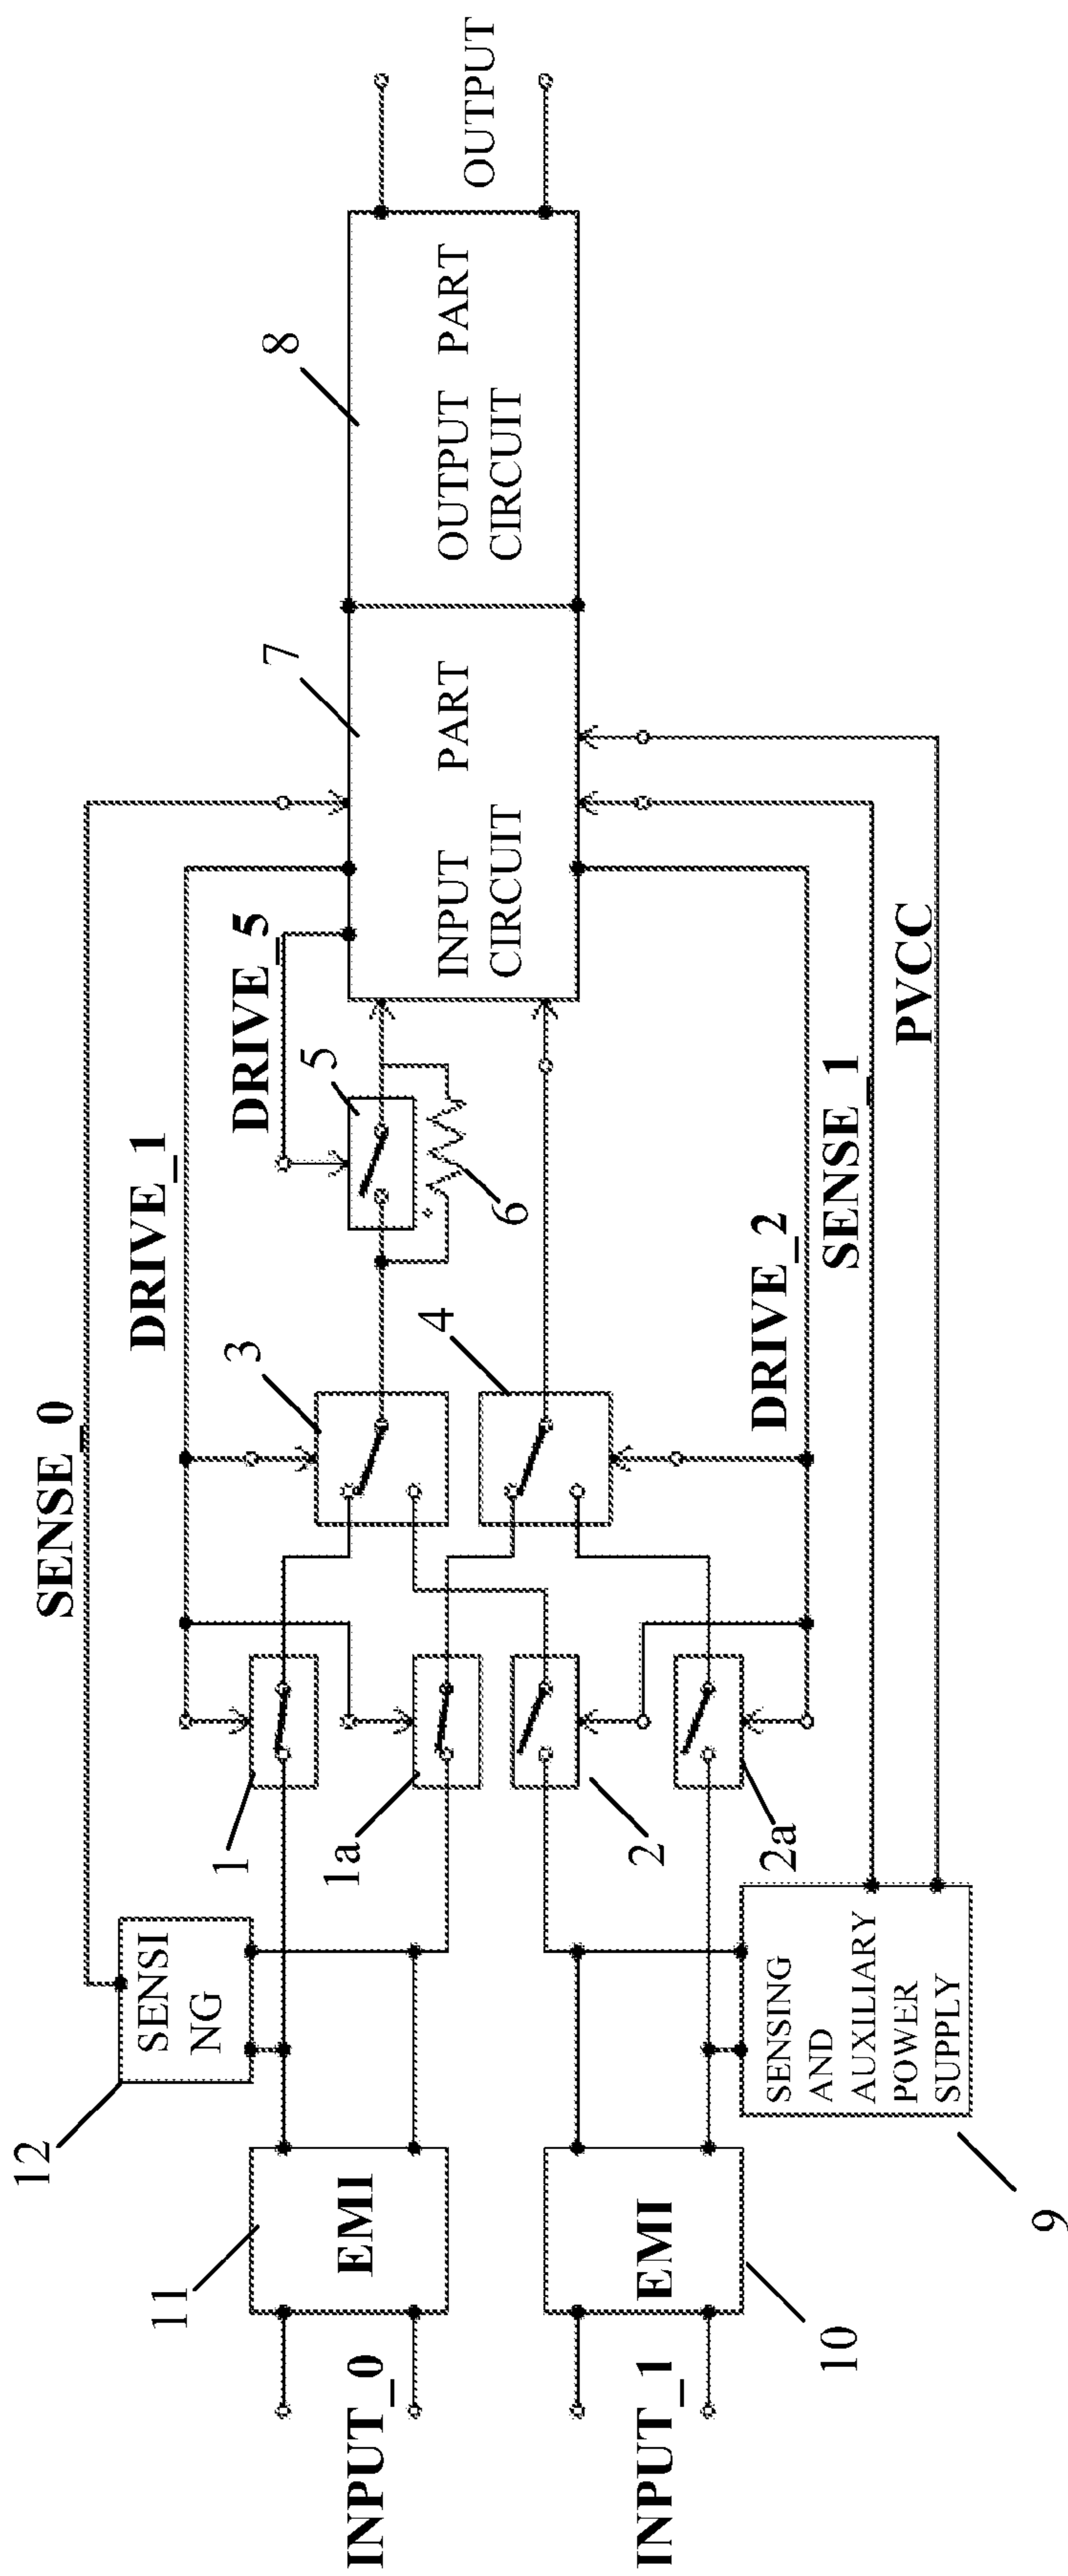 SENSE_0
DRIVE_1
DRIVE_5
12
SENSI
NG
1
3
5
7
8
11
EMI
INPUT_0
1a
4
6
INPUT PART
CIRCUIT
OUTPUT PART
CIRCUIT
OUTPUT
INPUT_1
EMI
10
2
2a
DRIVE_2
SENSE_1
PVCC
SENSING
AND
AUXILIARY
POWER
SUPPLY
9